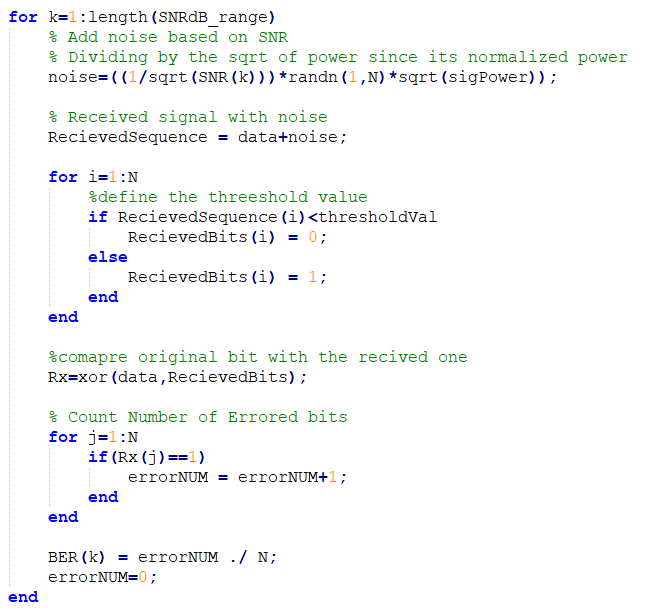 for k=1:length(SNRdB_range)
% Add noise based on SNR
% Dividing by the sqrt of power since its normalized power
noise=((1/sqrt(SNR(k)))*randn(1,N)*sqrt(sigPower));
% Received signal with noise
RecievedSequence = data+noise;
for i=1:N
%define the threeshold value
if RecievedSequence(i)<thresholdVal
RecievedBits(i) = 0;
else
RecievedBits(i) = 1;
end
end
%comapre original bit with the recived one
Rx=xor(data,RecievedBits);
% Count Number of Errored bits
for j=1:N
if(Rx(j)==1)
errorNUM = errorNUM+1;
end
end
BER(k) = errorNUM ./ N;
errorNUM=0;
end